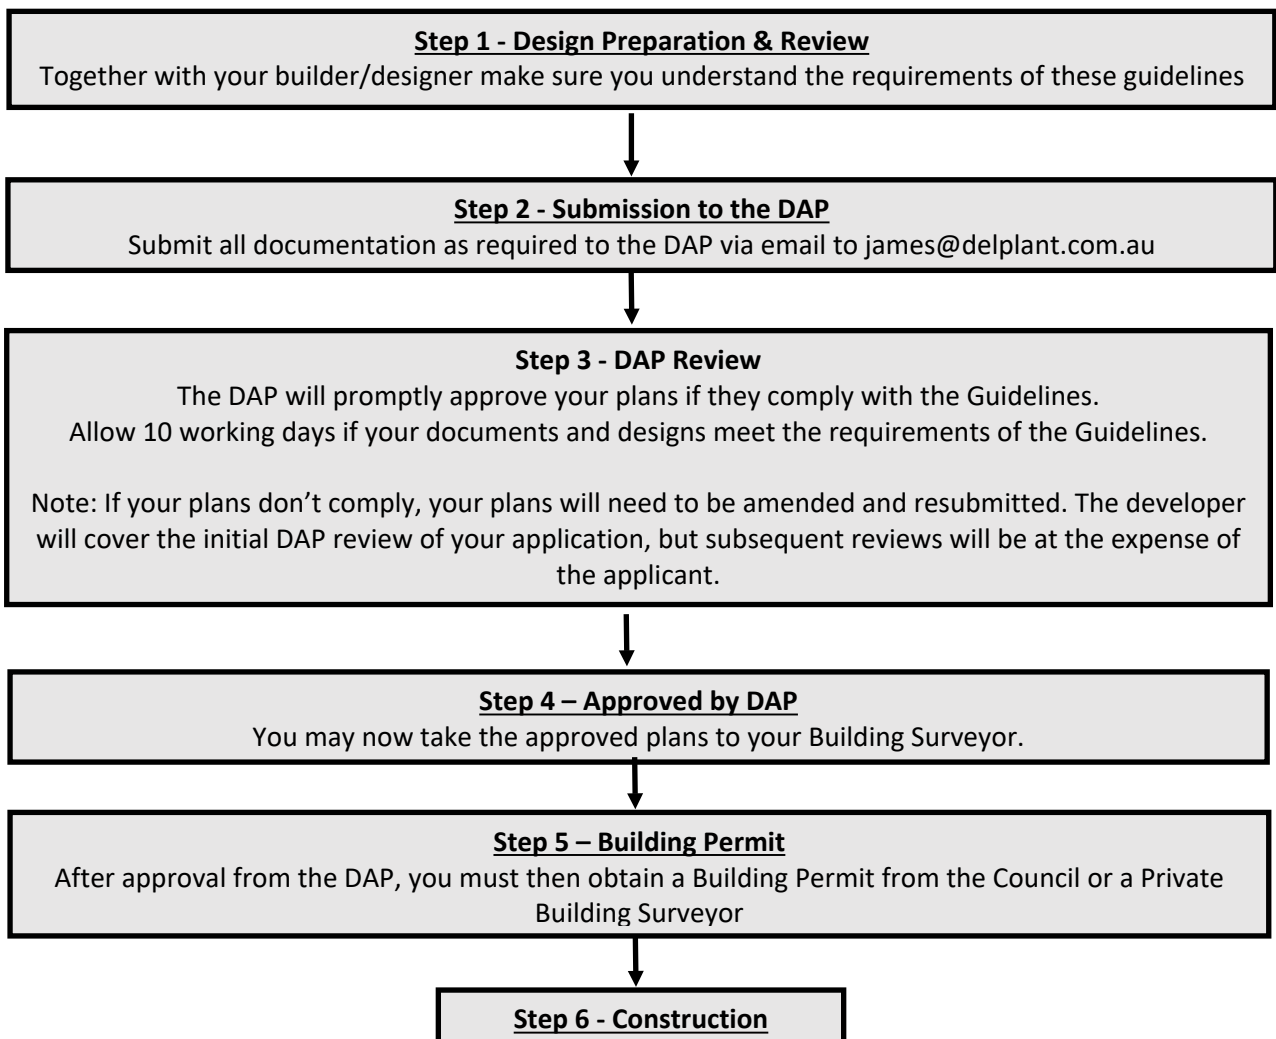 Step 1 - Design Preparation & Review
Together with your builder/designer make sure you understand the requirements of these guidelines
Step 2 - Submission to the DAP
Submit all documentation as required to the DAP via email to james@delplant.com.au
Step 3 - DAP Review
The DAP will promptly approve your plans if they comply with the Guidelines.
Allow 10 working days if your documents and designs meet the requirements of the Guidelines.
Note: If your plans don’t comply, your plans will need to be amended and resubmitted. The developer
will cover the initial DAP review of your application, but subsequent reviews will be at the expense of
the applicant.
Step 4 – Approved by DAP
You may now take the approved plans to your Building Surveyor.
Step 5 – Building Permit
After approval from the DAP, you must then obtain a Building Permit from the Council or a Private
Building Surveyor
Step 6 - Construction